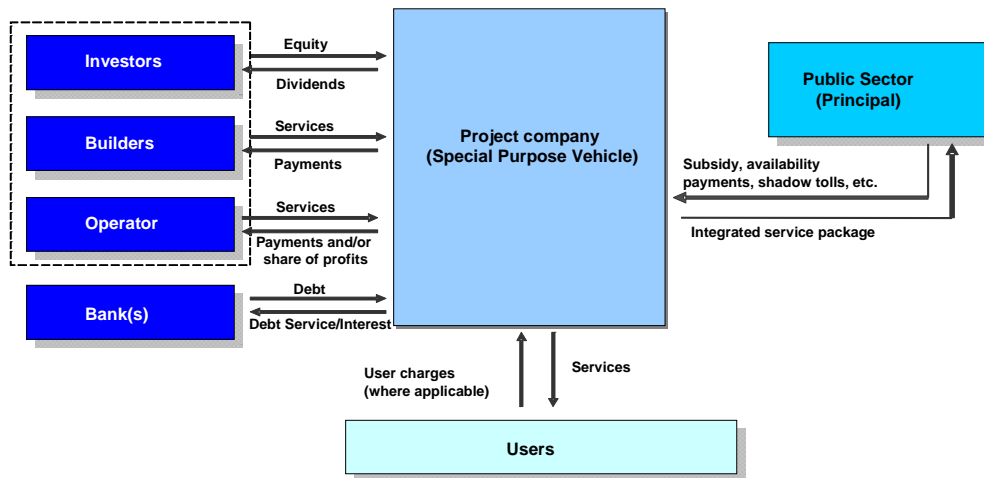 Investors
Equity
Dividends
Builders
Services
Payments
Operator
Services
Payments and/or
share of profits
Bank(s)
Debt
Debt Service/Interest
Project company
(Special Purpose Vehicle)
Public Sector
(Principal)
Subsidy, availability
payments, shadow tolls, etc.
Integrated service package
User charges
(where applicable)
Services
Users